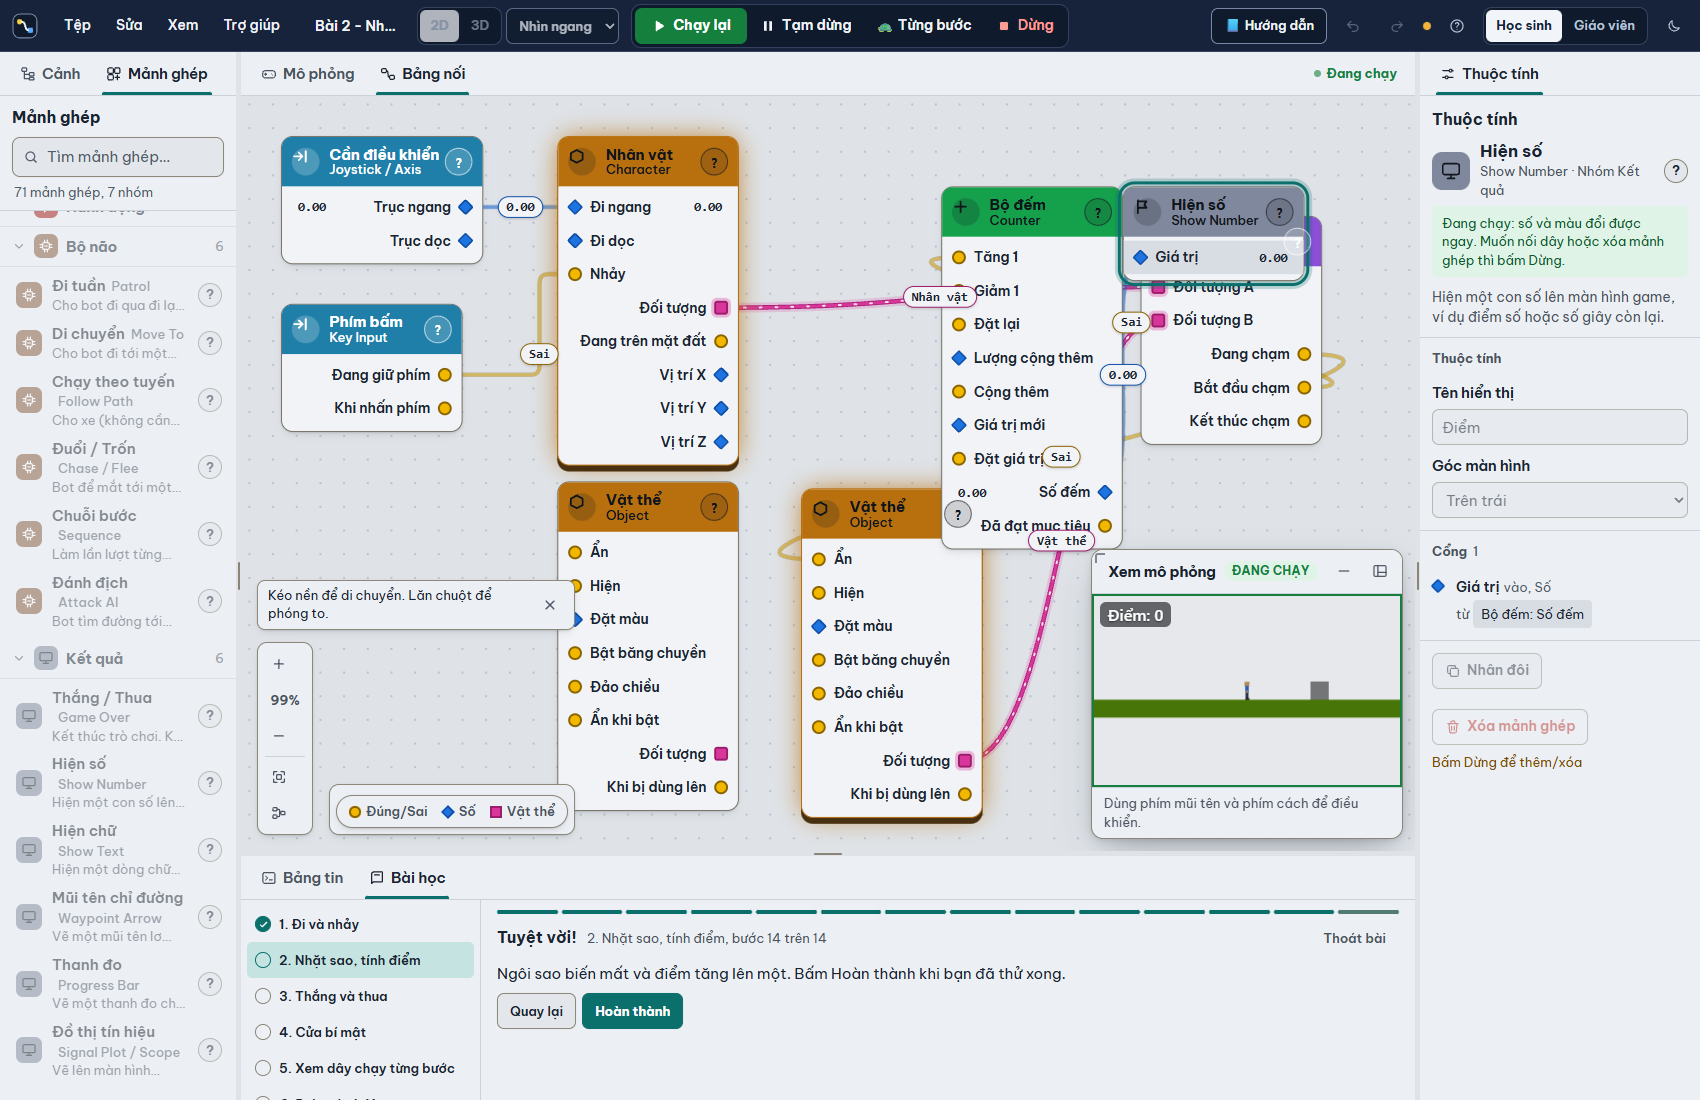 Tệp Sửa Xem Trợ giúp Bài 2 - Nh... 2D 3D Nhìn ngang Chạy lại Tạm dừng Từng bước Dừng Hướng dẫn Học sinh Giáo viên
Cảnh Mảnh ghép
Mảnh ghép
Tìm mảnh ghép...
71 mảnh ghép, 7 nhóm
Bộ não 6
Đi tuần Patrol
Cho bot đi qua đi lạ...
?
Di chuyển Move To
Cho bot đi tới một...
?
Chạy theo tuyến
Follow Path
Cho xe (không cần...
?
Đuổi / Trốn
Chase / Flee
Bot để mắt tới một...
?
Chuỗi bước
Sequence
Làm lần lượt từng...
?
Đánh địch
Attack AI
Bot tìm đường tới...
?
Kết quả 6
Thắng / Thua
Game Over
Kết thúc trò chơi. K...
?
Hiện số
Show Number
Hiện một con số lên...
?
Hiện chữ
Show Text
Hiện một dòng chữ...
?
Mũi tên chỉ đường
Waypoint Arrow
Vẽ một mũi tên lơ...
?
Thanh đo
Progress Bar
Vẽ một thanh đo ch...
?
Đồ thị tín hiệu
Signal Plot / Scope
Vẽ lên màn hình...
?
Mô phỏng Bảng nối Đang chạy
Cần điều khiển
Joystick / Axis
?
0.00 Trục ngang
Trục dọc
0.00
Phím bấm
Key Input
?
Đang giữ phím
Khi nhấn phím
Sai
Nhân vật
Character
?
Đi ngang 0.00
Đi dọc
Nhảy
Đối tượng
Đang trên mặt đất
Vị trí X
Vị trí Y
Vị trí Z
Nhân vật
Vật thể
Object
?
Ẩn
Hiện
Đặt màu
Bật băng chuyền
Đảo chiều
Ẩn khi bật
Đối tượng
Khi bị dùng lên
Vật thể
Object
?
Ẩn
Hiện
Đặt màu
Bật băng chuyền
Đảo chiều
Ẩn khi bật
Đối tượng
Khi bị dùng lên
Vật thể
Bộ đếm
Counter
?
Tăng 1
Giảm 1
Đặt lại
Lượng cộng thêm
Cộng thêm
Giá trị mới
Đặt giá trị
Sai
0.00 Số đếm
Đã đạt mục tiêu
Hiện số
Show Number
?
Giá trị 0.00
?
Đối tượng A
Đối tượng B
Đang chạm
Bắt đầu chạm
Kết thúc chạm
Sai
0.00
Kéo nền để di chuyển. Lăn chuột để
phóng to.
99%
Đúng/Sai Số Vật thể
Xem mô phỏng ĐANG CHẠY
Điểm: 0
Dùng phím mũi tên và phím cách để điều
khiển.
Bảng tin Bài học
1. Đi và nhảy
2. Nhặt sao, tính điểm
3. Thắng và thua
4. Cửa bí mật
5. Xem dây chạy từng bước
Tuyệt vời! 2. Nhặt sao, tính điểm, bước 14 trên 14 Thoát bài
Ngôi sao biến mất và điểm tăng lên một. Bấm Hoàn thành khi bạn đã thử xong.
Quay lại Hoàn thành
Thuộc tính
Thuộc tính
Hiện số
Show Number · Nhóm Kết
quả
?
Đang chạy: số và màu đổi được
ngay. Muốn nối dây hoặc xóa mảnh
ghép thì bấm Dừng.
Hiện một con số lên màn hình game,
ví dụ điểm số hoặc số giây còn lại.
Thuộc tính
Tên hiển thị
Điểm
Góc màn hình
Trên trái
Cổng 1
Giá trị vào, Số
từ Bộ đếm: Số đếm
Nhân đôi
Xóa mảnh ghép
Bấm Dừng để thêm/xóa